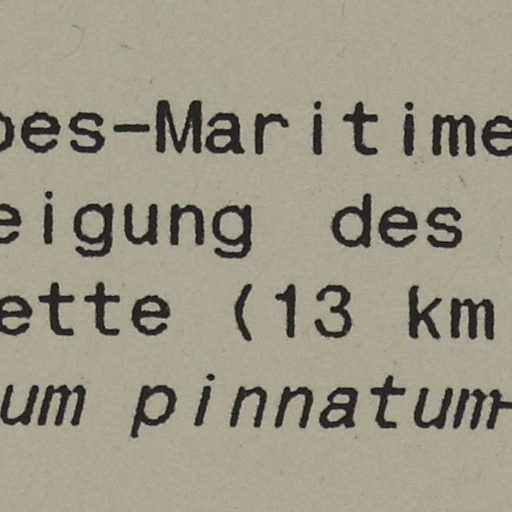 pes-Maritime
eigung des
ette (13 km
um pinnatum-